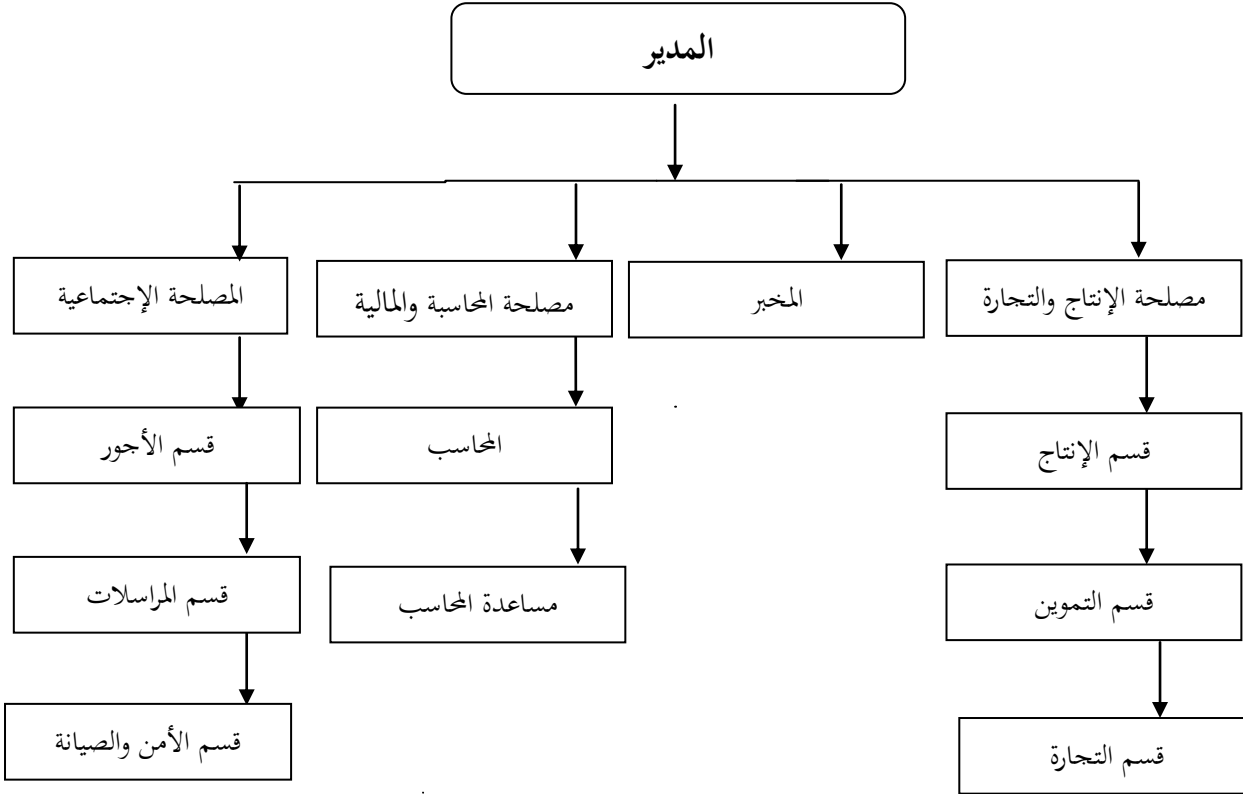 المدير
مصلحة الإنتاج والتجارة
المخبر
مصلحة المحاسبة والمالية
المصلحة الإجتماعية
قسم الإنتاج
المحاسب
قسم الأجور
قسم التموين
مساعدة المحاسب
قسم المراسلات
قسم التجارة
قسم الأمن والصيانة